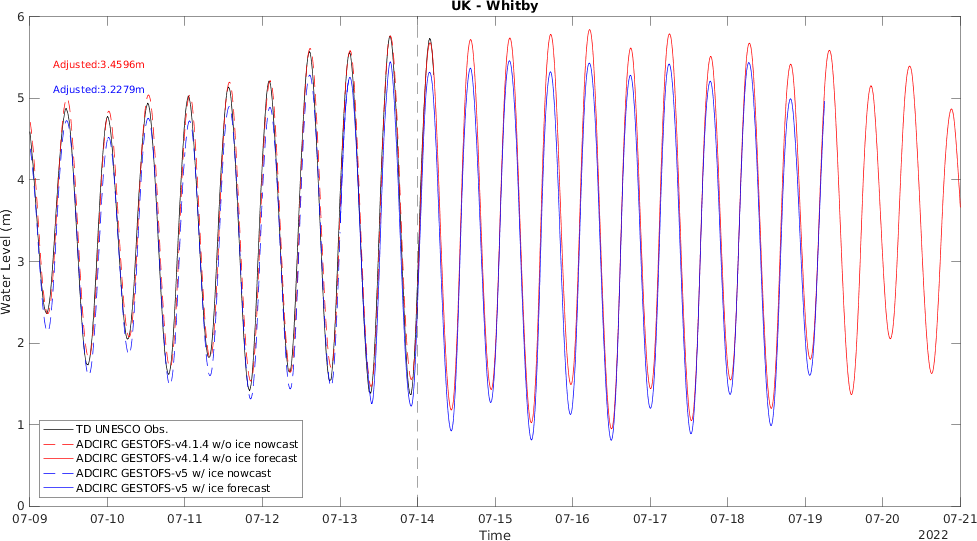 UK - Whitby
6
Adjusted:3.4596m
Adjusted:3.2279m
5
4
3
2
1
0
Water Level (m)
TD UNESCO Obs.
ADCIRC GESTOFS-v4.1.4 w/o ice nowcast
ADCIRC GESTOFS-v4.1.4 w/o ice forecast
ADCIRC GESTOFS-v5 w/ ice nowcast
ADCIRC GESTOFS-v5 w/ ice forecast
07-09 07-10 07-11 07-12 07-13 07-14 07-15 07-16 07-17 07-18 07-19 07-20 07-21
Time
2022